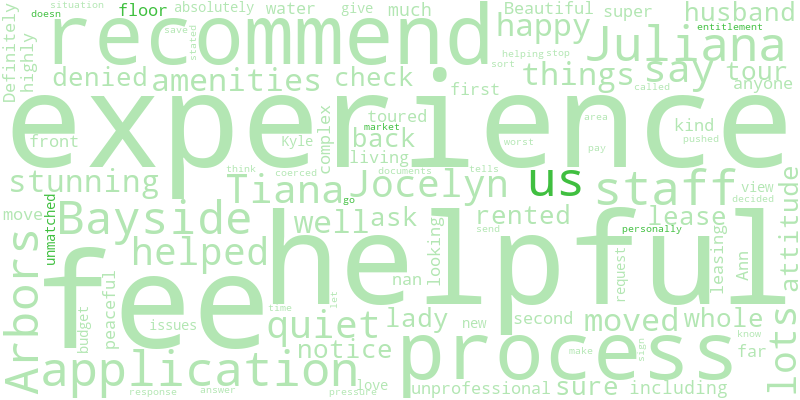 situation
doesn
floor
absolutely
water
give
much
Beautiful
super
husband
Definitely
highly
recommend
save
stated
happy
helping
stop
sort
Juliana
entitlement
denied
amenities
check
first
things
say
tour
called
anyone
experience
front
Kyle
complex
toured
market
back
living
kind
area
pushed
worst
pay
stunning
think
coerced
documents
tells
Tiana
go
Jocelyn
us
staff
view
decided
attitude
move
unmatched
Bayside
well
ask
rented
lease
personally
send
Arbors
helped
helpful
fee
peaceful
nan
looking
request
leasing
Ann
time
let
budget
issues
quiet
lady
new
second
moved
whole
know
lots
notice
process
make
sign
far
application
response
answer
pressure
love
unprofessional
sure
including